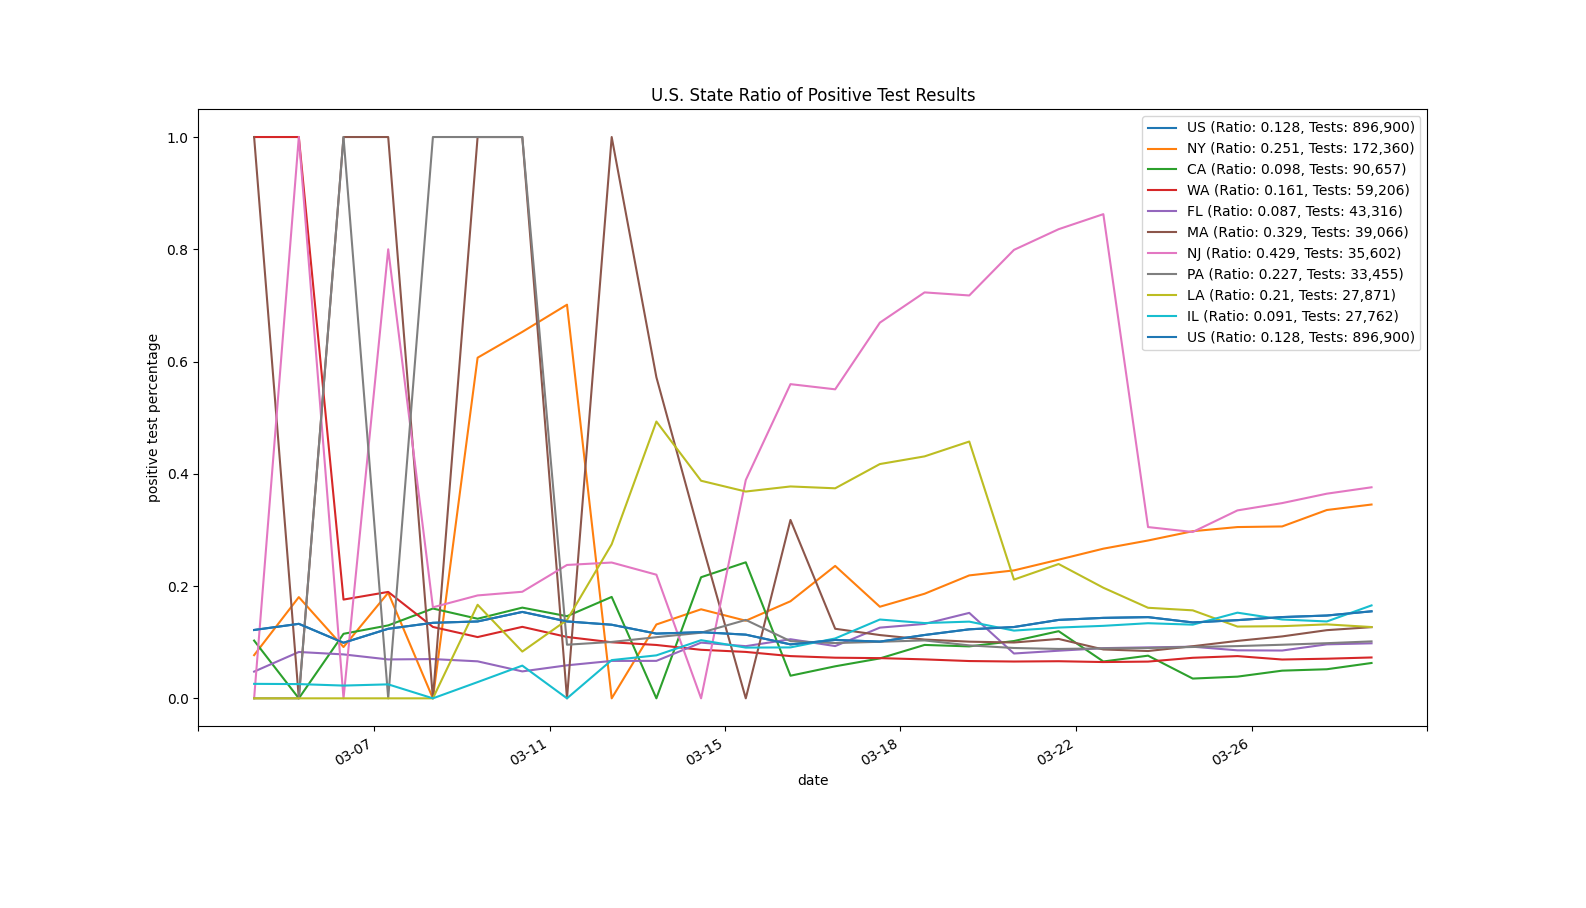 U.S. State Ratio of Positive Test Results
US (Ratio: 0.128, Tests: 896,900)
NY (Ratio: 0.251, Tests: 172,360)
CA (Ratio: 0.098, Tests: 90,657)
WA (Ratio: 0.161, Tests: 59,206)
FL (Ratio: 0.087, Tests: 43,316)
MA (Ratio: 0.329, Tests: 39,066)
NJ (Ratio: 0.429, Tests: 35,602)
PA (Ratio: 0.227, Tests: 33,455)
LA (Ratio: 0.21, Tests: 27,871)
IL (Ratio: 0.091, Tests: 27,762)
US (Ratio: 0.128, Tests: 896,900)
positive test percentage
1.0
0.8
0.6
0.4
0.2
0.0
03-07
03-11
03-15
03-18
03-22
03-26
date